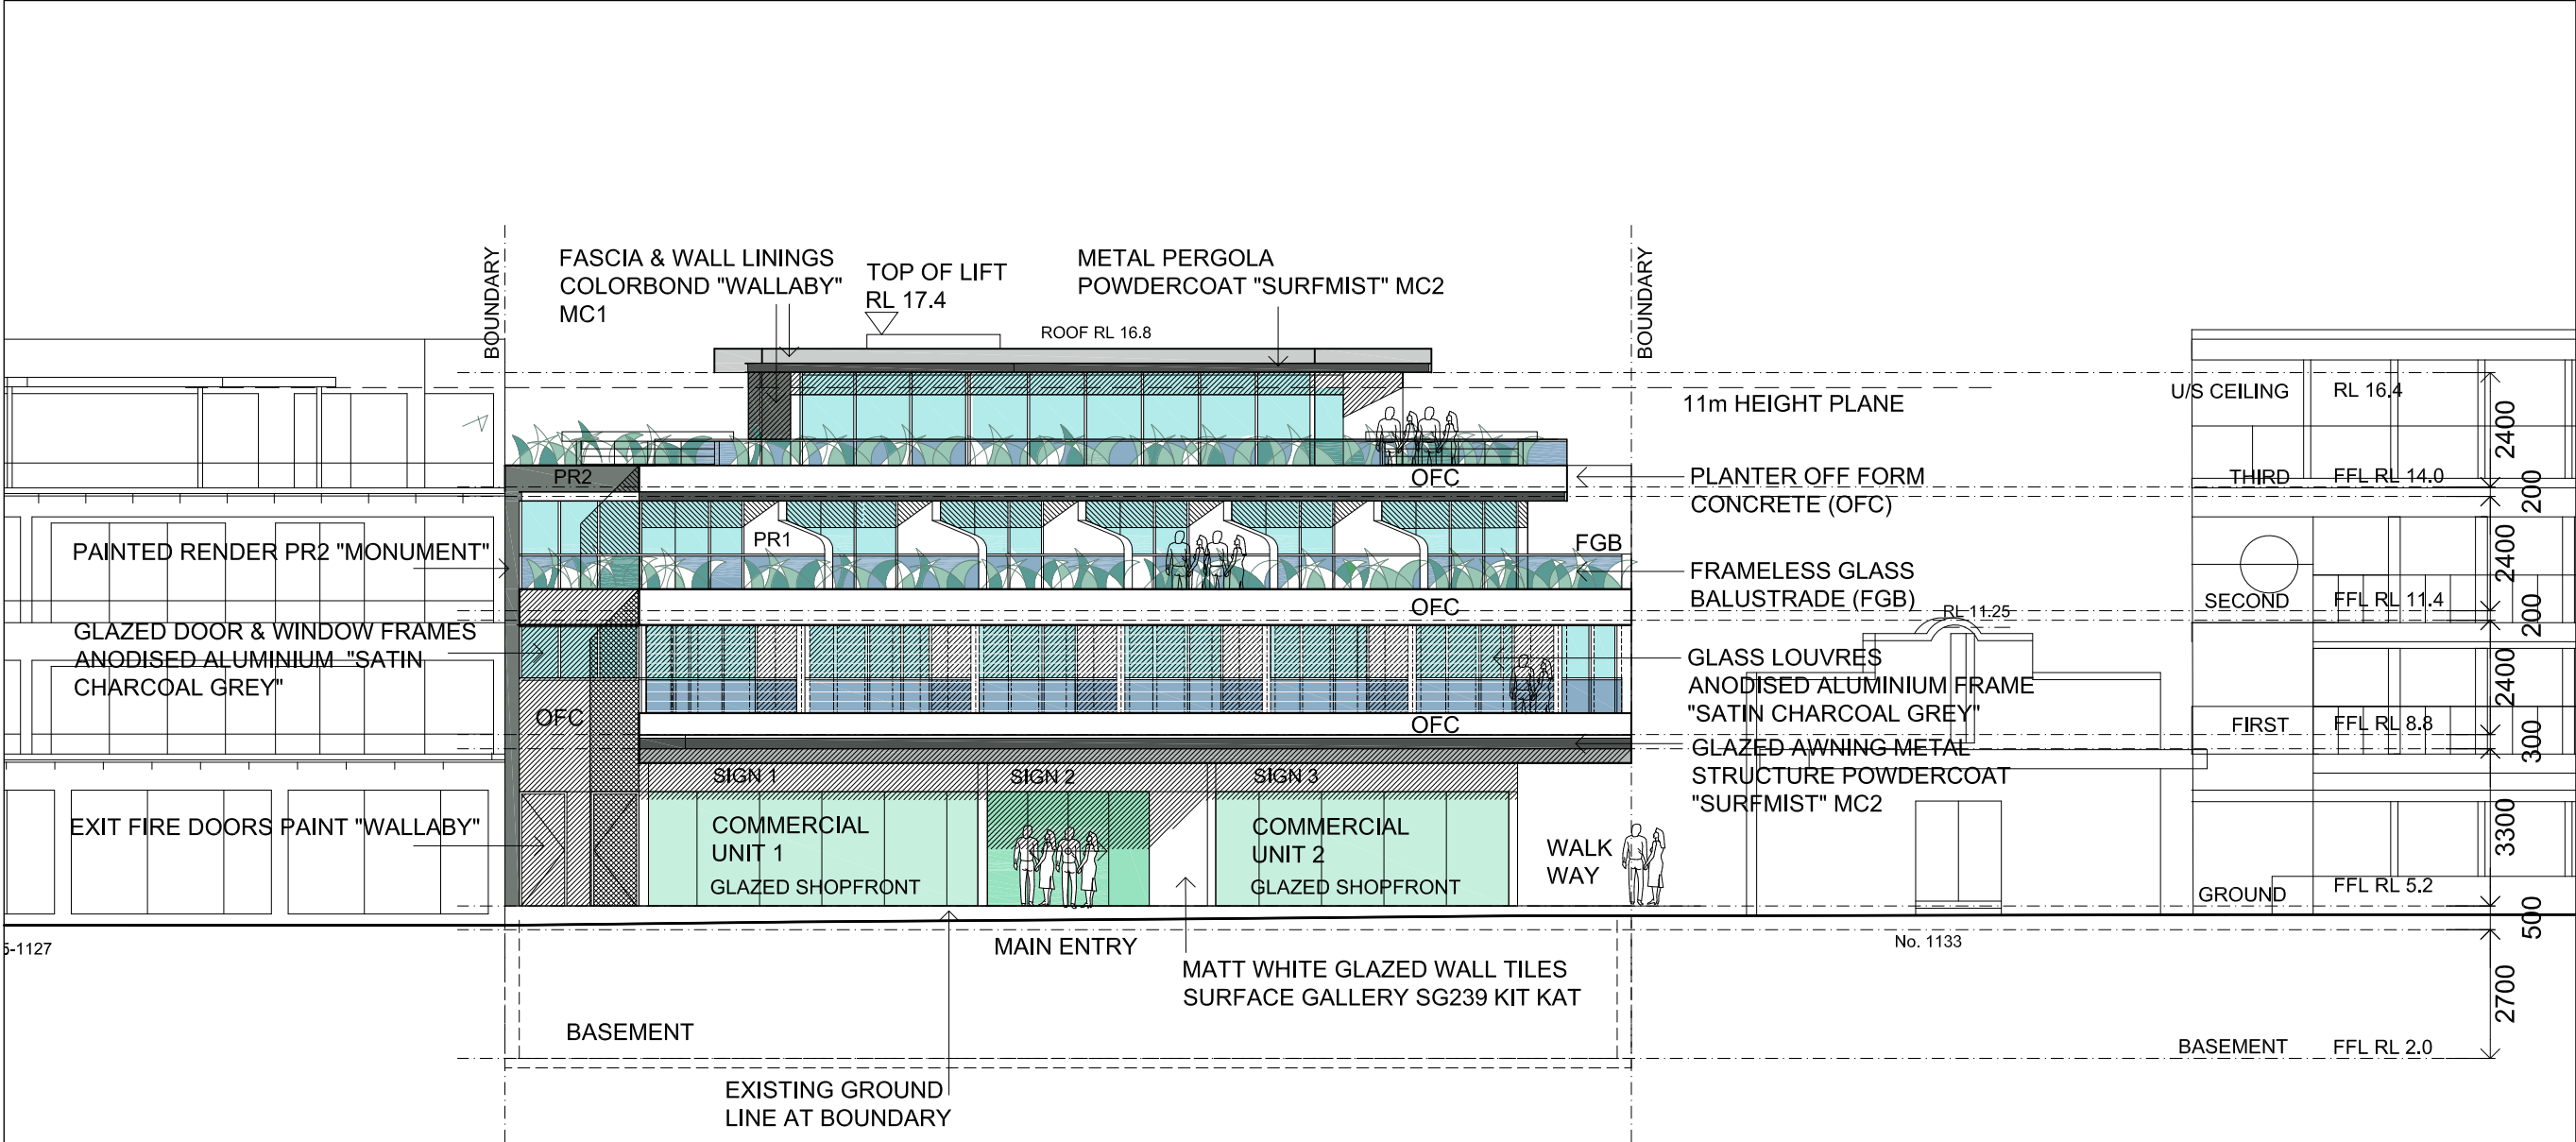 BOUNDARY
FASCIA & WALL LININGS
COLORBOND "WALLABY"
MC1
TOP OF LIFT
RL 17.4
METAL PERGOLA
POWDERCOAT "SURFMIST" MC2
ROOF RL 16.8
BOUNDARY
11m HEIGHT PLANE
U/S CEILING
RL 16.4
2400
PR2
OFC
PLANTER OFF FORM
CONCRETE (OFC)
THIRD
FFL RL 14.0
200
PAINTED RENDER PR2 "MONUMENT"
PR1
FGB
2400
FRAMELESS GLASS
BALUSTRADE (FGB)
OFC
RL 11.25
SECOND
FFL RL 11.4
200
GLAZED DOOR & WINDOW FRAMES
ANODISED ALUMINIUM "SATIN
CHARCOAL GREY"
GLASS LOUVRES
ANODISED ALUMINIUM FRAME
"SATIN CHARCOAL GREY"
2400
OFC
OFC
FIRST
FFL RL 8.8
300
GLAZED AWNING METAL
STRUCTURE POWDERCOAT
"SURFMIST" MC2
SIGN 1
SIGN 2
SIGN 3
EXIT FIRE DOORS PAINT "WALLABY"
COMMERCIAL
UNIT 1
GLAZED SHOPFRONT
COMMERCIAL
UNIT 2
GLAZED SHOPFRONT
WALK
WAY
3300
GROUND
FFL RL 5.2
500
5-1127
MAIN ENTRY
No. 1133
MATT WHITE GLAZED WALL TILES
SURFACE GALLERY SG239 KIT KAT
2700
BASEMENT
BASEMENT
FFL RL 2.0
EXISTING GROUND
LINE AT BOUNDARY